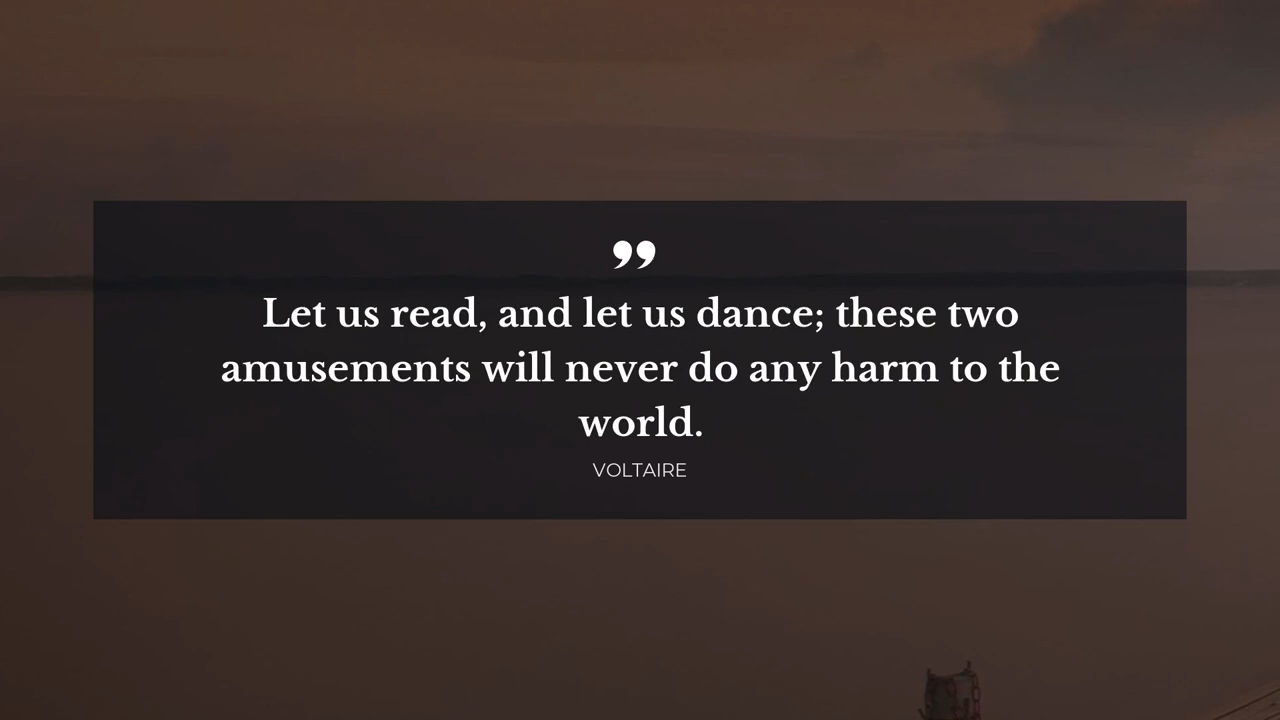 ”
Let us read, and let us dance; these two
amusements will never do any harm to the
world.
VOLTAIRE